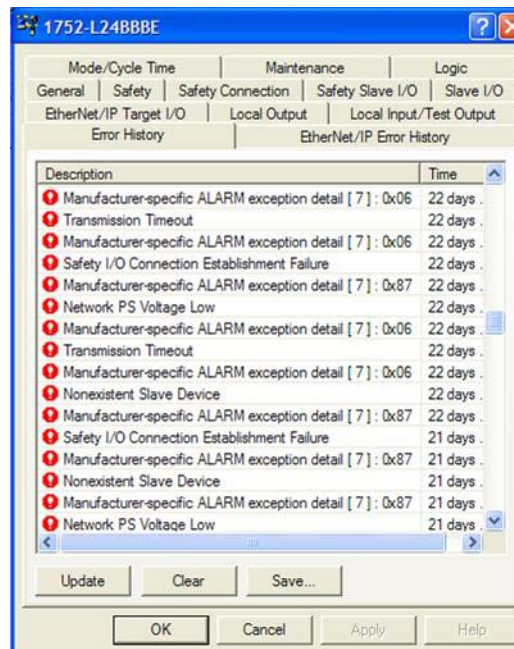 1752-L24BBBE
Mode/Cycle Time Maintenance Logic
General Safety Safety Connection Safety Slave I/O Slave I/O
EtherNet/IP Target I/O Local Output Local Input/Test Output
Error History EtherNet/IP Error History
Description Time
Manufacturer-specific ALARM exception detail [ 7 ] : 0x06 22 days .
Transmission Timeout 22 days .
Manufacturer-specific ALARM exception detail [ 7 ] : 0x06 22 days .
Safety I/O Connection Establishment Failure 22 days .
Manufacturer-specific ALARM exception detail [ 7 ] : 0x87 22 days .
Network PS Voltage Low 22 days .
Manufacturer-specific ALARM exception detail [ 7 ] : 0x06 22 days .
Transmission Timeout 22 days .
Manufacturer-specific ALARM exception detail [ 7 ] : 0x06 22 days .
Nonexistent Slave Device 22 days .
Manufacturer-specific ALARM exception detail [ 7 ] : 0x87 22 days .
Safety I/O Connection Establishment Failure 21 days .
Manufacturer-specific ALARM exception detail [ 7 ] : 0x87 21 days .
Nonexistent Slave Device 21 days .
Manufacturer-specific ALARM exception detail [ 7 ] : 0x87 21 days .
Network PS Voltage Low 21 days .
Update Clear Save...
OK Cancel Apply Help